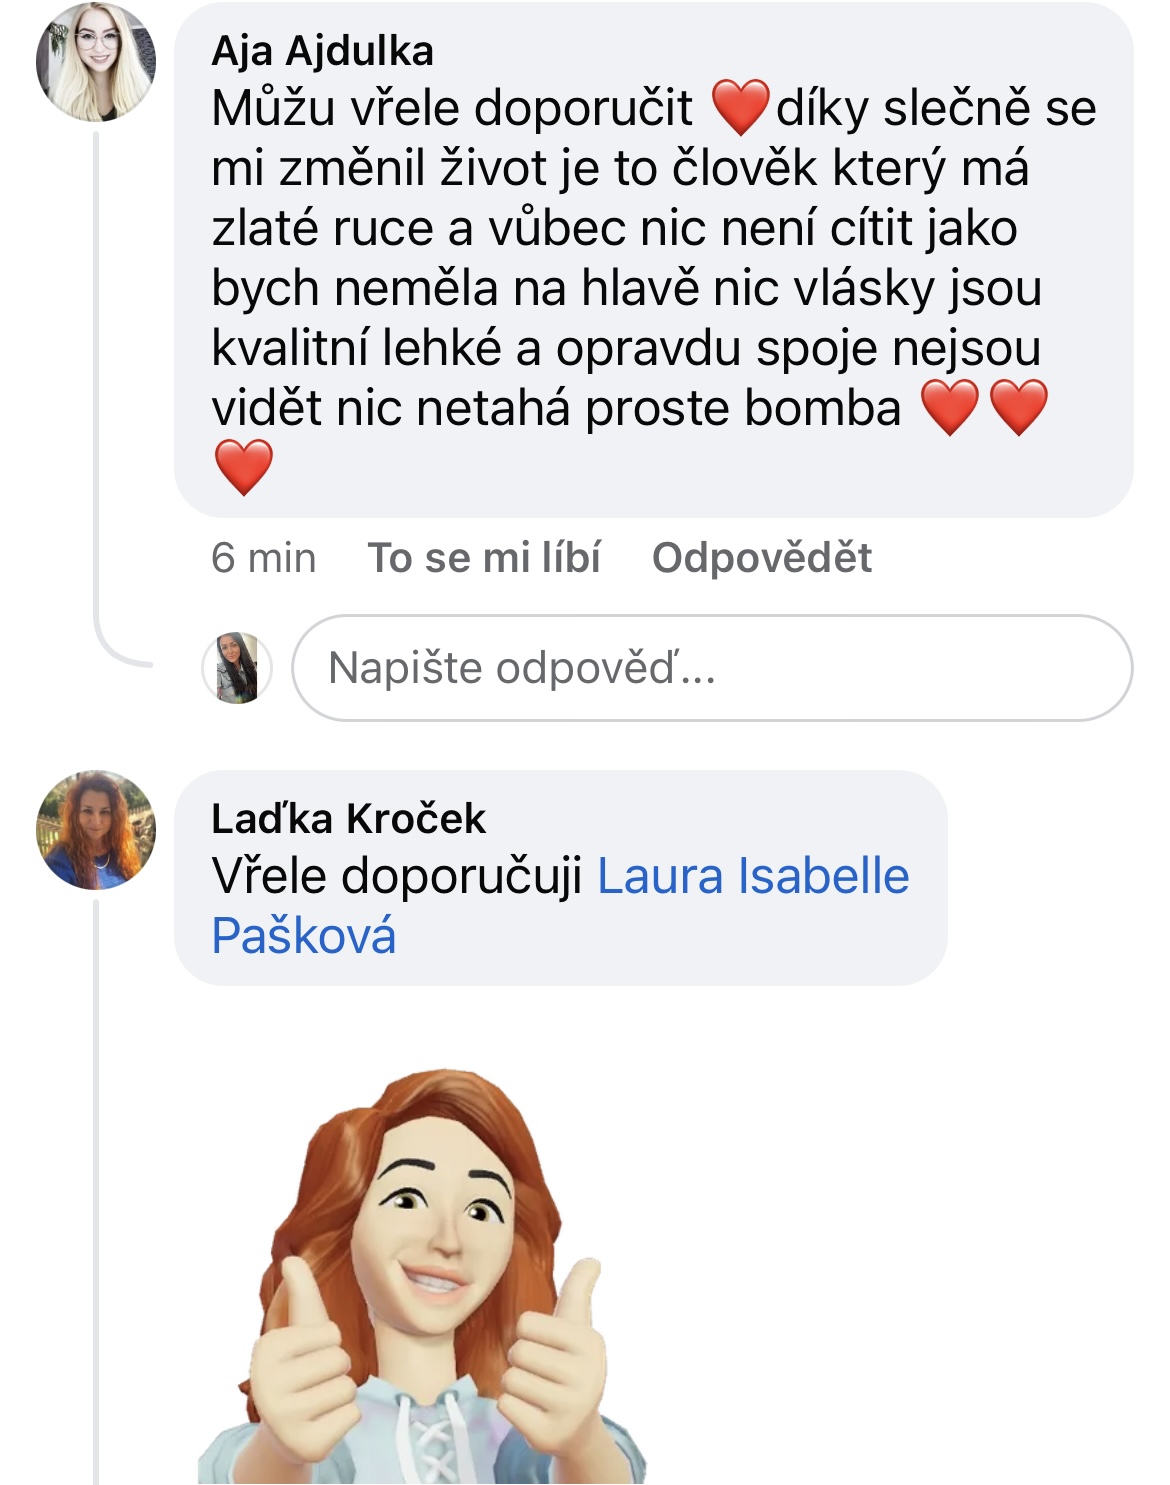 Aja Ajdulka
Můžu vřele doporučit ❤️díky slečně se
mi změnil život je to člověk který má
zlaté ruce a vůbec nic není cítit jako
bych neměla na hlavě nic vlásky jsou
kvalitní lehké a opravdu spoje nejsou
vidět nic netahá proste bomba ❤️❤️
❤️
6 min To se mi líbí Odpovědět
Napište odpověď...
Laďka Kroček
Vřele doporučuji Laura Isabelle
Pašková